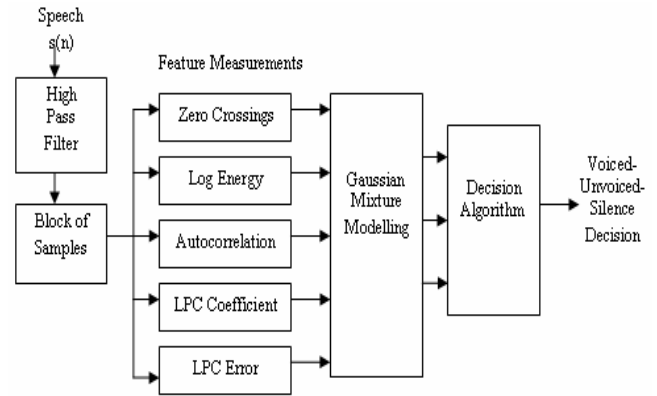 Speech
s(n)
Feature Measurements
High
Pass
Filter
Block of
Samples
Zero Crossings
Log Energy
Autocorrelation
LPC Coefficient
LPC Error
Gaussian
Mixture
Modelling
Decision
Algorithm
Voiced-
Unvoiced-
Silence
Decision